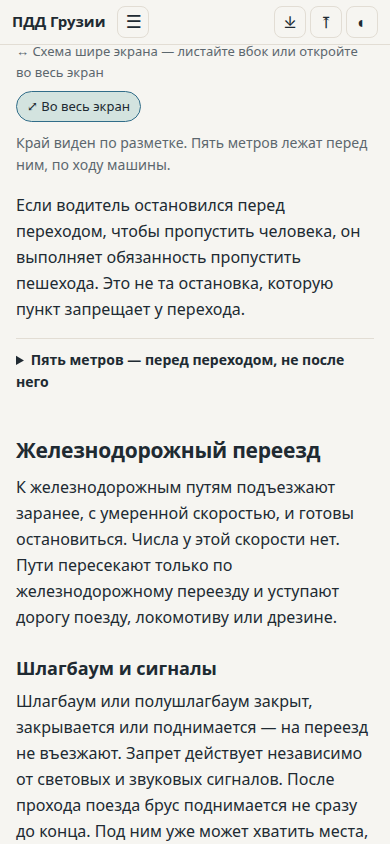 ПДД Грузии
↔ Схема шире экрана — листайте вбок или откройте
во весь экран
⤢ Во весь экран
Край виден по разметке. Пять метров лежат перед
ним, по ходу машины.
Если водитель остановился перед
переходом, чтобы пропустить человека, он
выполняет обязанность пропустить
пешехода. Это не та остановка, которую
пункт запрещает у перехода.
▶ Пять метров — перед переходом, не после
него
Железнодорожный переезд
К железнодорожным путям подъезжают
заранее, с умеренной скоростью, и готовы
остановиться. Числа у этой скорости нет.
Пути пересекают только по
железнодорожному переезду и уступают
дорогу поезду, локомотиву или дрезине.
Шлагбаум и сигналы
Шлагбаум или полушлагбаум закрыт,
закрывается или поднимается — на переезд
не въезжают. Запрет действует независимо
от световых и звуковых сигналов. После
прохода поезда брус поднимается не сразу
до конца. Под ним уже может хватить места,